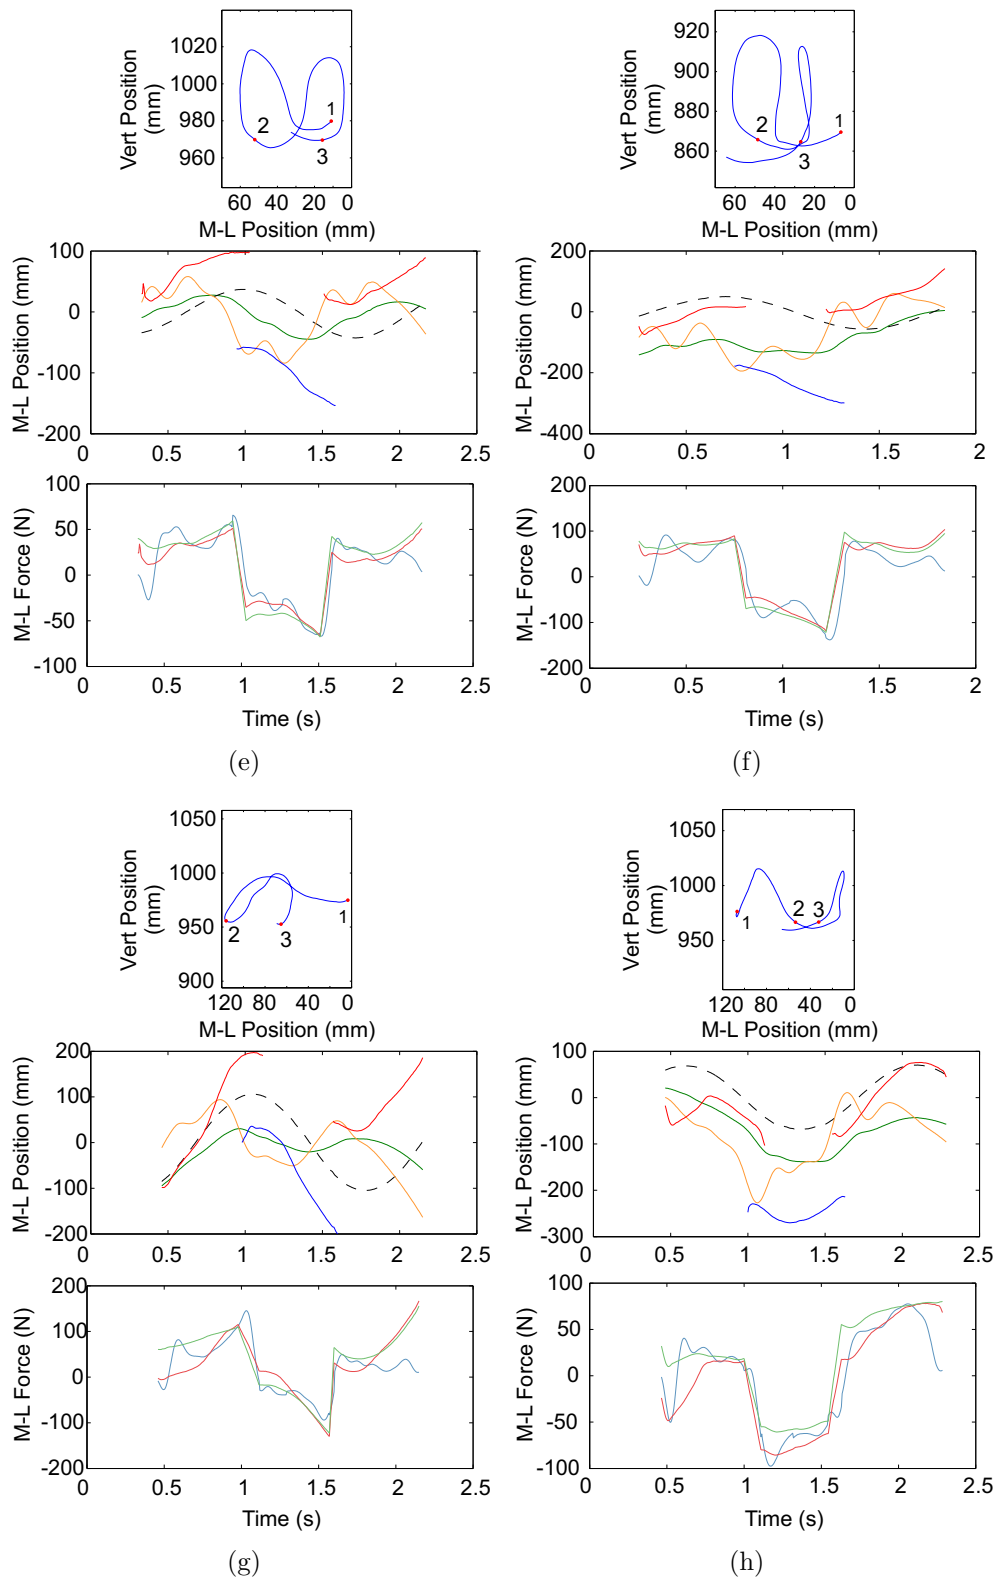 Vert Position (mm)
1020
1000
980
960
1
2
3
60 40 20 0
M-L Position (mm)
M-L Position (mm)
100
0
-100
-200
0 0.5 1 1.5 2 2.5
M-L Force (N)
100
50
0
-50
-100
0 0.5 1 1.5 2 2.5
Time (s)
(e)
Vert Position (mm)
920
900
880
860
1
2
3
60 40 20 0
M-L Position (mm)
M-L Position (mm)
200
0
-200
-400
0 0.5 1 1.5 2
M-L Force (N)
200
100
0
-100
-200
0 0.5 1 1.5 2
Time (s)
(f)
Vert Position (mm)
1050
1000
950
900
1
2
3
120 80 40 0
M-L Position (mm)
M-L Position (mm)
200
100
0
-100
-200
0 0.5 1 1.5 2 2.5
M-L Force (N)
200
100
0
-100
-200
0 0.5 1 1.5 2 2.5
Time (s)
(g)
Vert Position (mm)
1050
1000
950
1
2 3
120 80 40 0
M-L Position (mm)
M-L Position (mm)
100
0
-100
-200
-300
0 0.5 1 1.5 2 2.5
M-L Force (N)
100
50
0
-50
-100
0 0.5 1 1.5 2 2.5
Time (s)
(h)